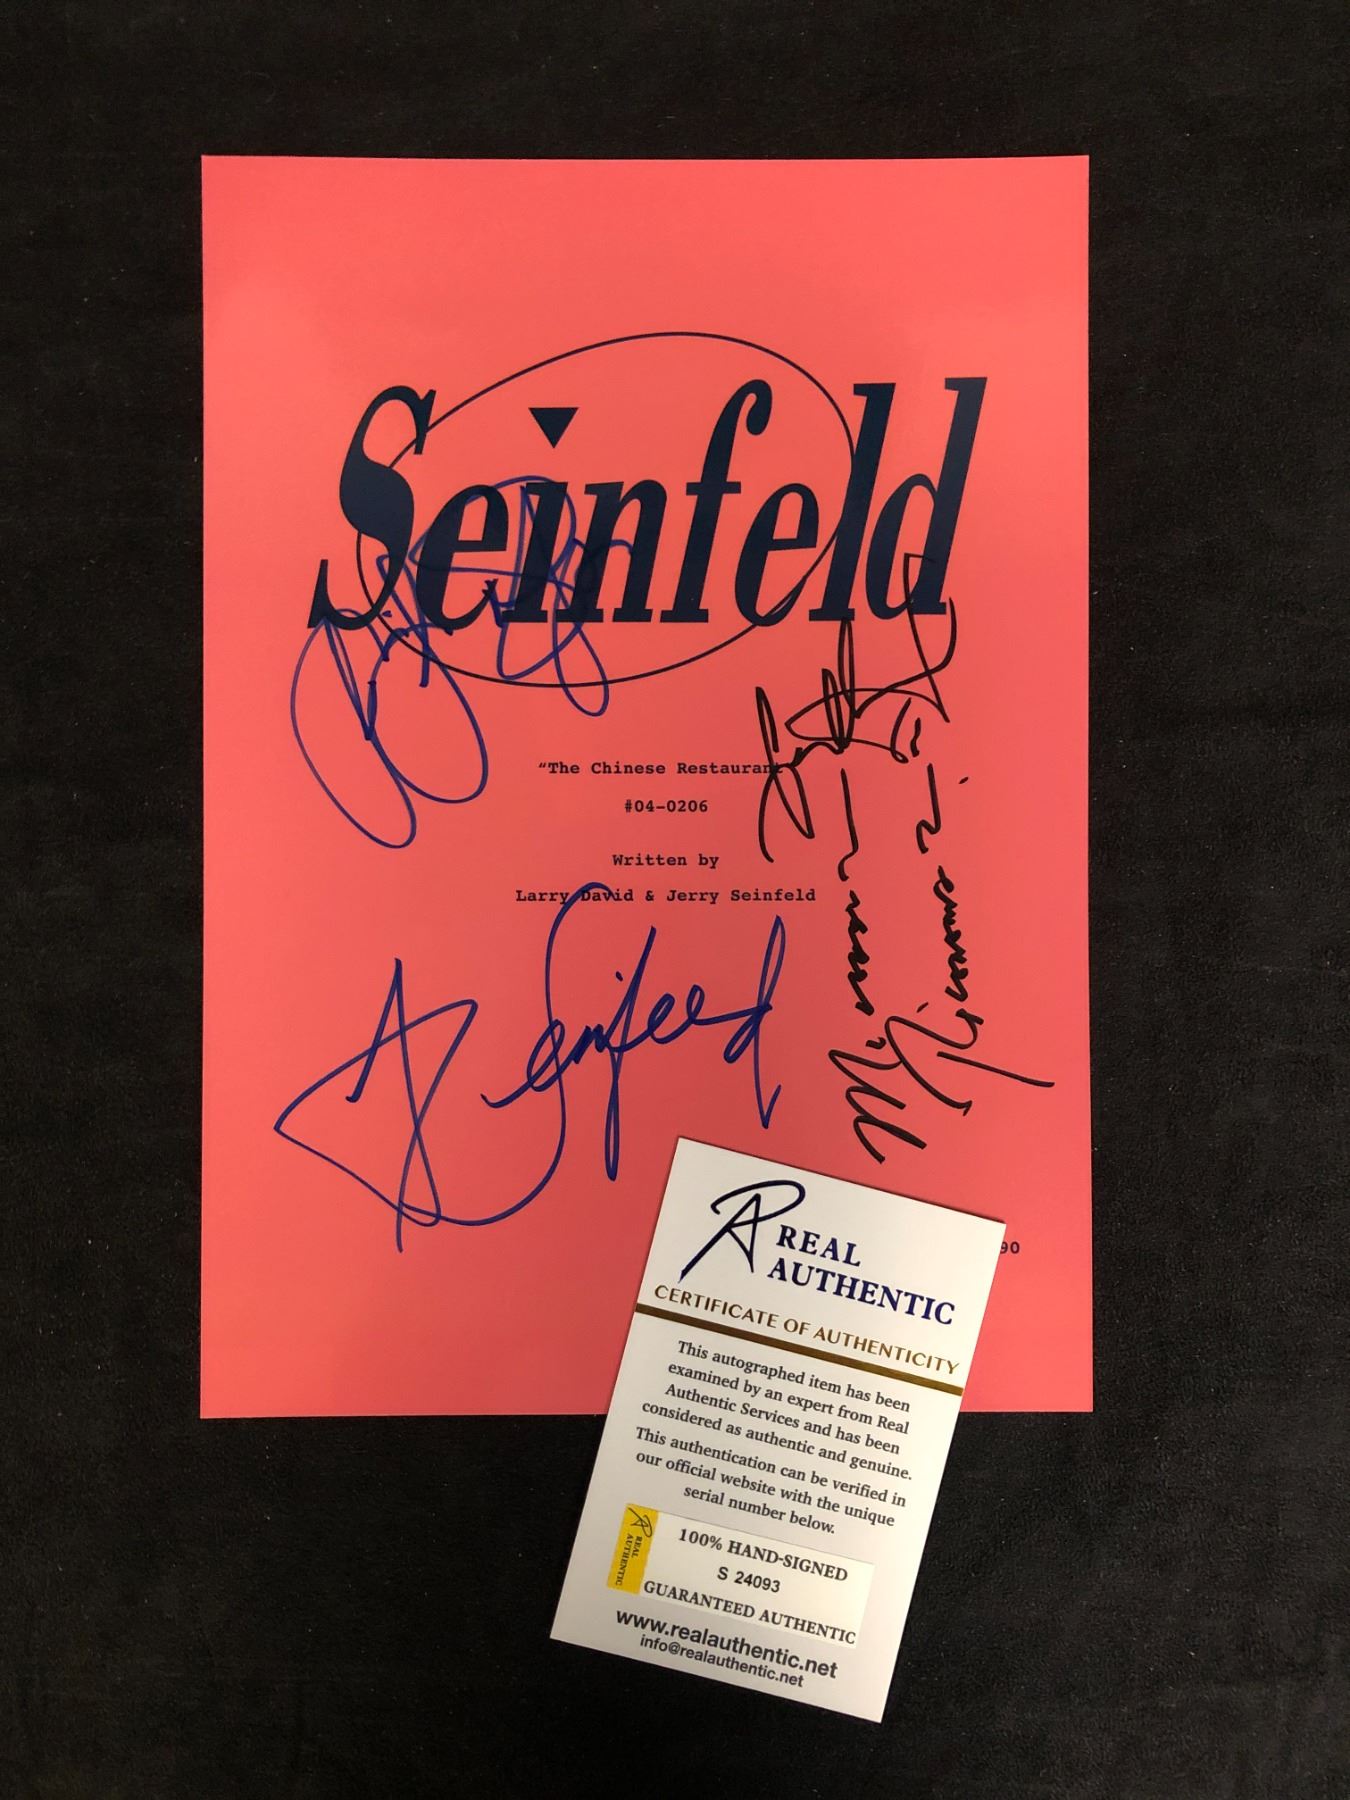 Seinfeld
“The Chinese Restaurant
#04-0206
Written by
Larry David & Jerry Seinfeld
Seinfeld
90
REAL
AUTHENTIC
CERTIFICATE OF AUTHENTICITY
This autographed item has been
examined by an expert from Real
Authentic Services and has been
considered as authentic and genuine.
This authentication can be verified in
our official website with the unique
serial number below.
REAL
AUTHENTIC
100% HAND-SIGNED
S 24093
GUARANTEED AUTHENTIC
www.realauthentic.net
info@realauthentic.net